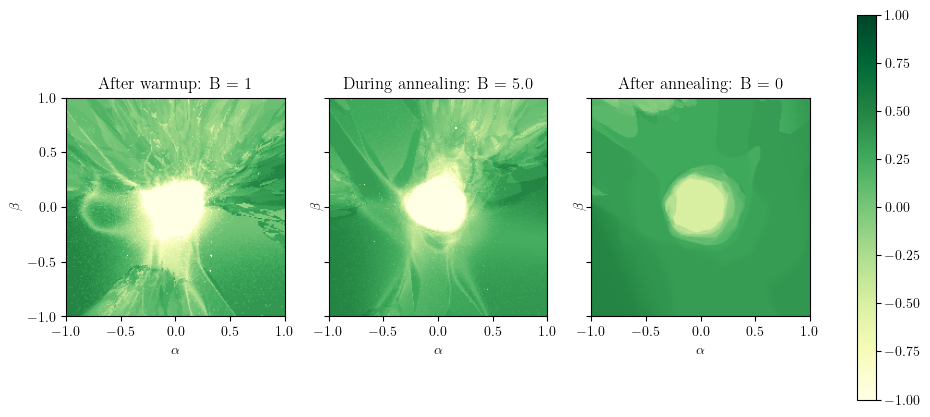 After warmup: B = 1
During annealing: B = 5.0
After annealing: B = 0
1.0
0.5
0.0
−0.5
−1.0
β
β
β
−1.0 −0.5 0.0 0.5 1.0
−1.0 −0.5 0.0 0.5 1.0
−1.0 −0.5 0.0 0.5 1.0
α
α
α
1.00
0.75
0.50
0.25
0.00
−0.25
−0.50
−0.75
−1.00